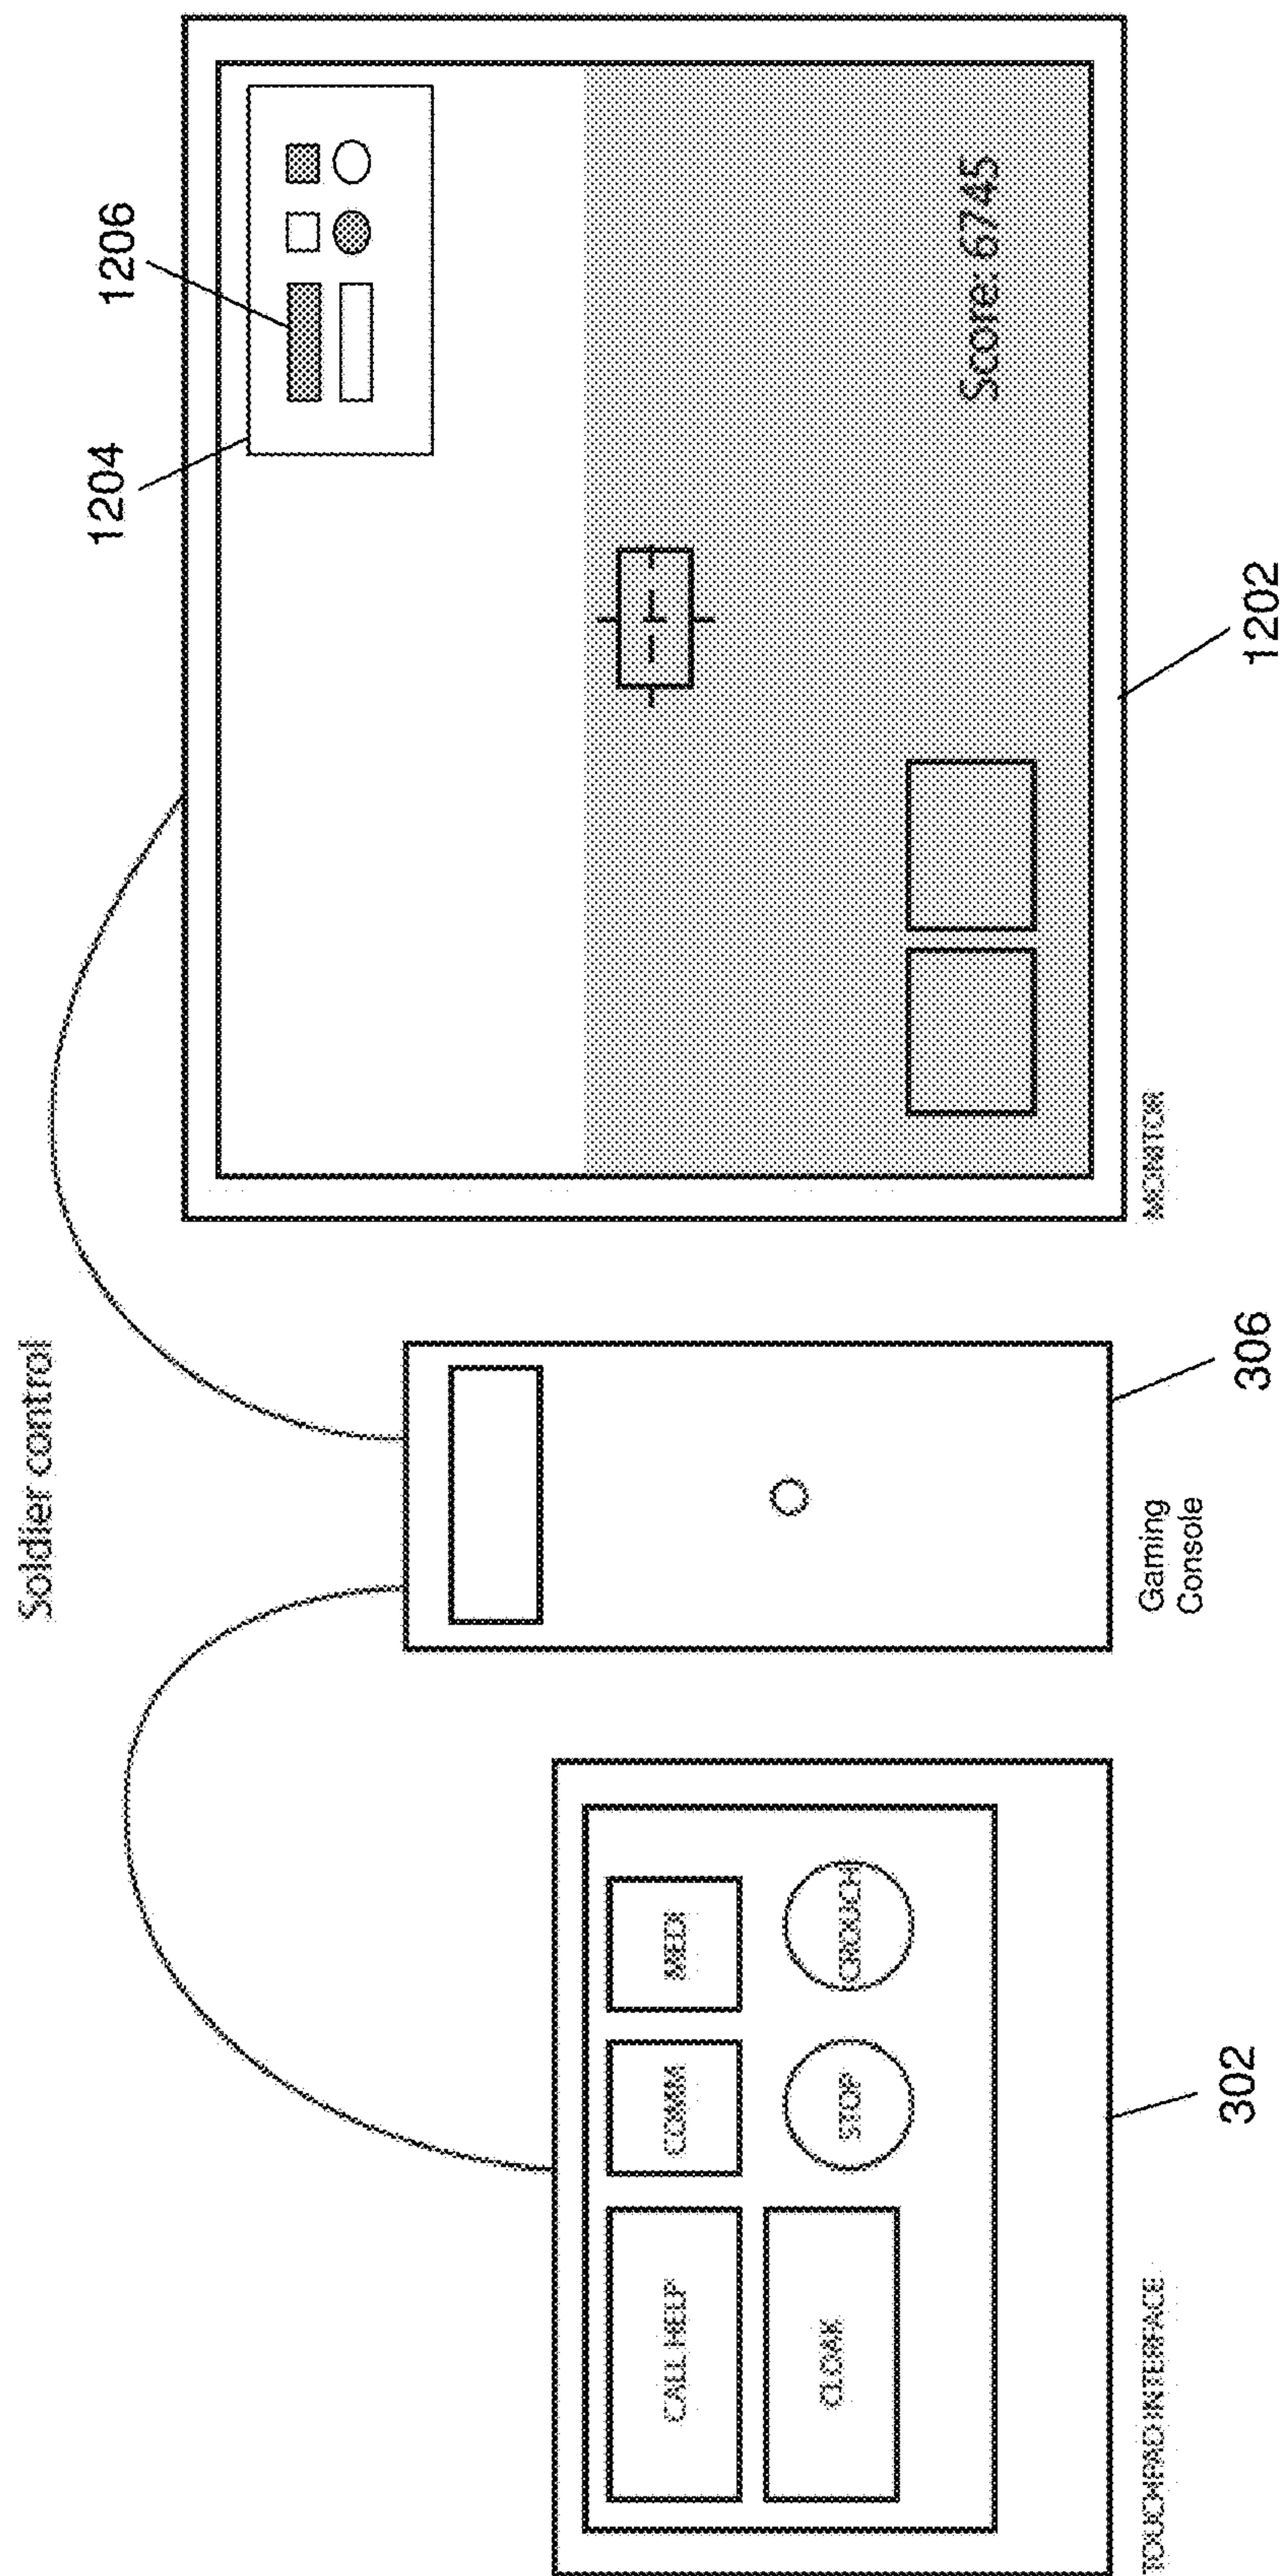 Soldier control
CALL HELP
COMM
MEDI
CLOAK
STOP
CROUCH
TOUCHPAD INTERFACE
302
Gaming
Console
306
1204
1206
Score: 6745
MONITOR
1202